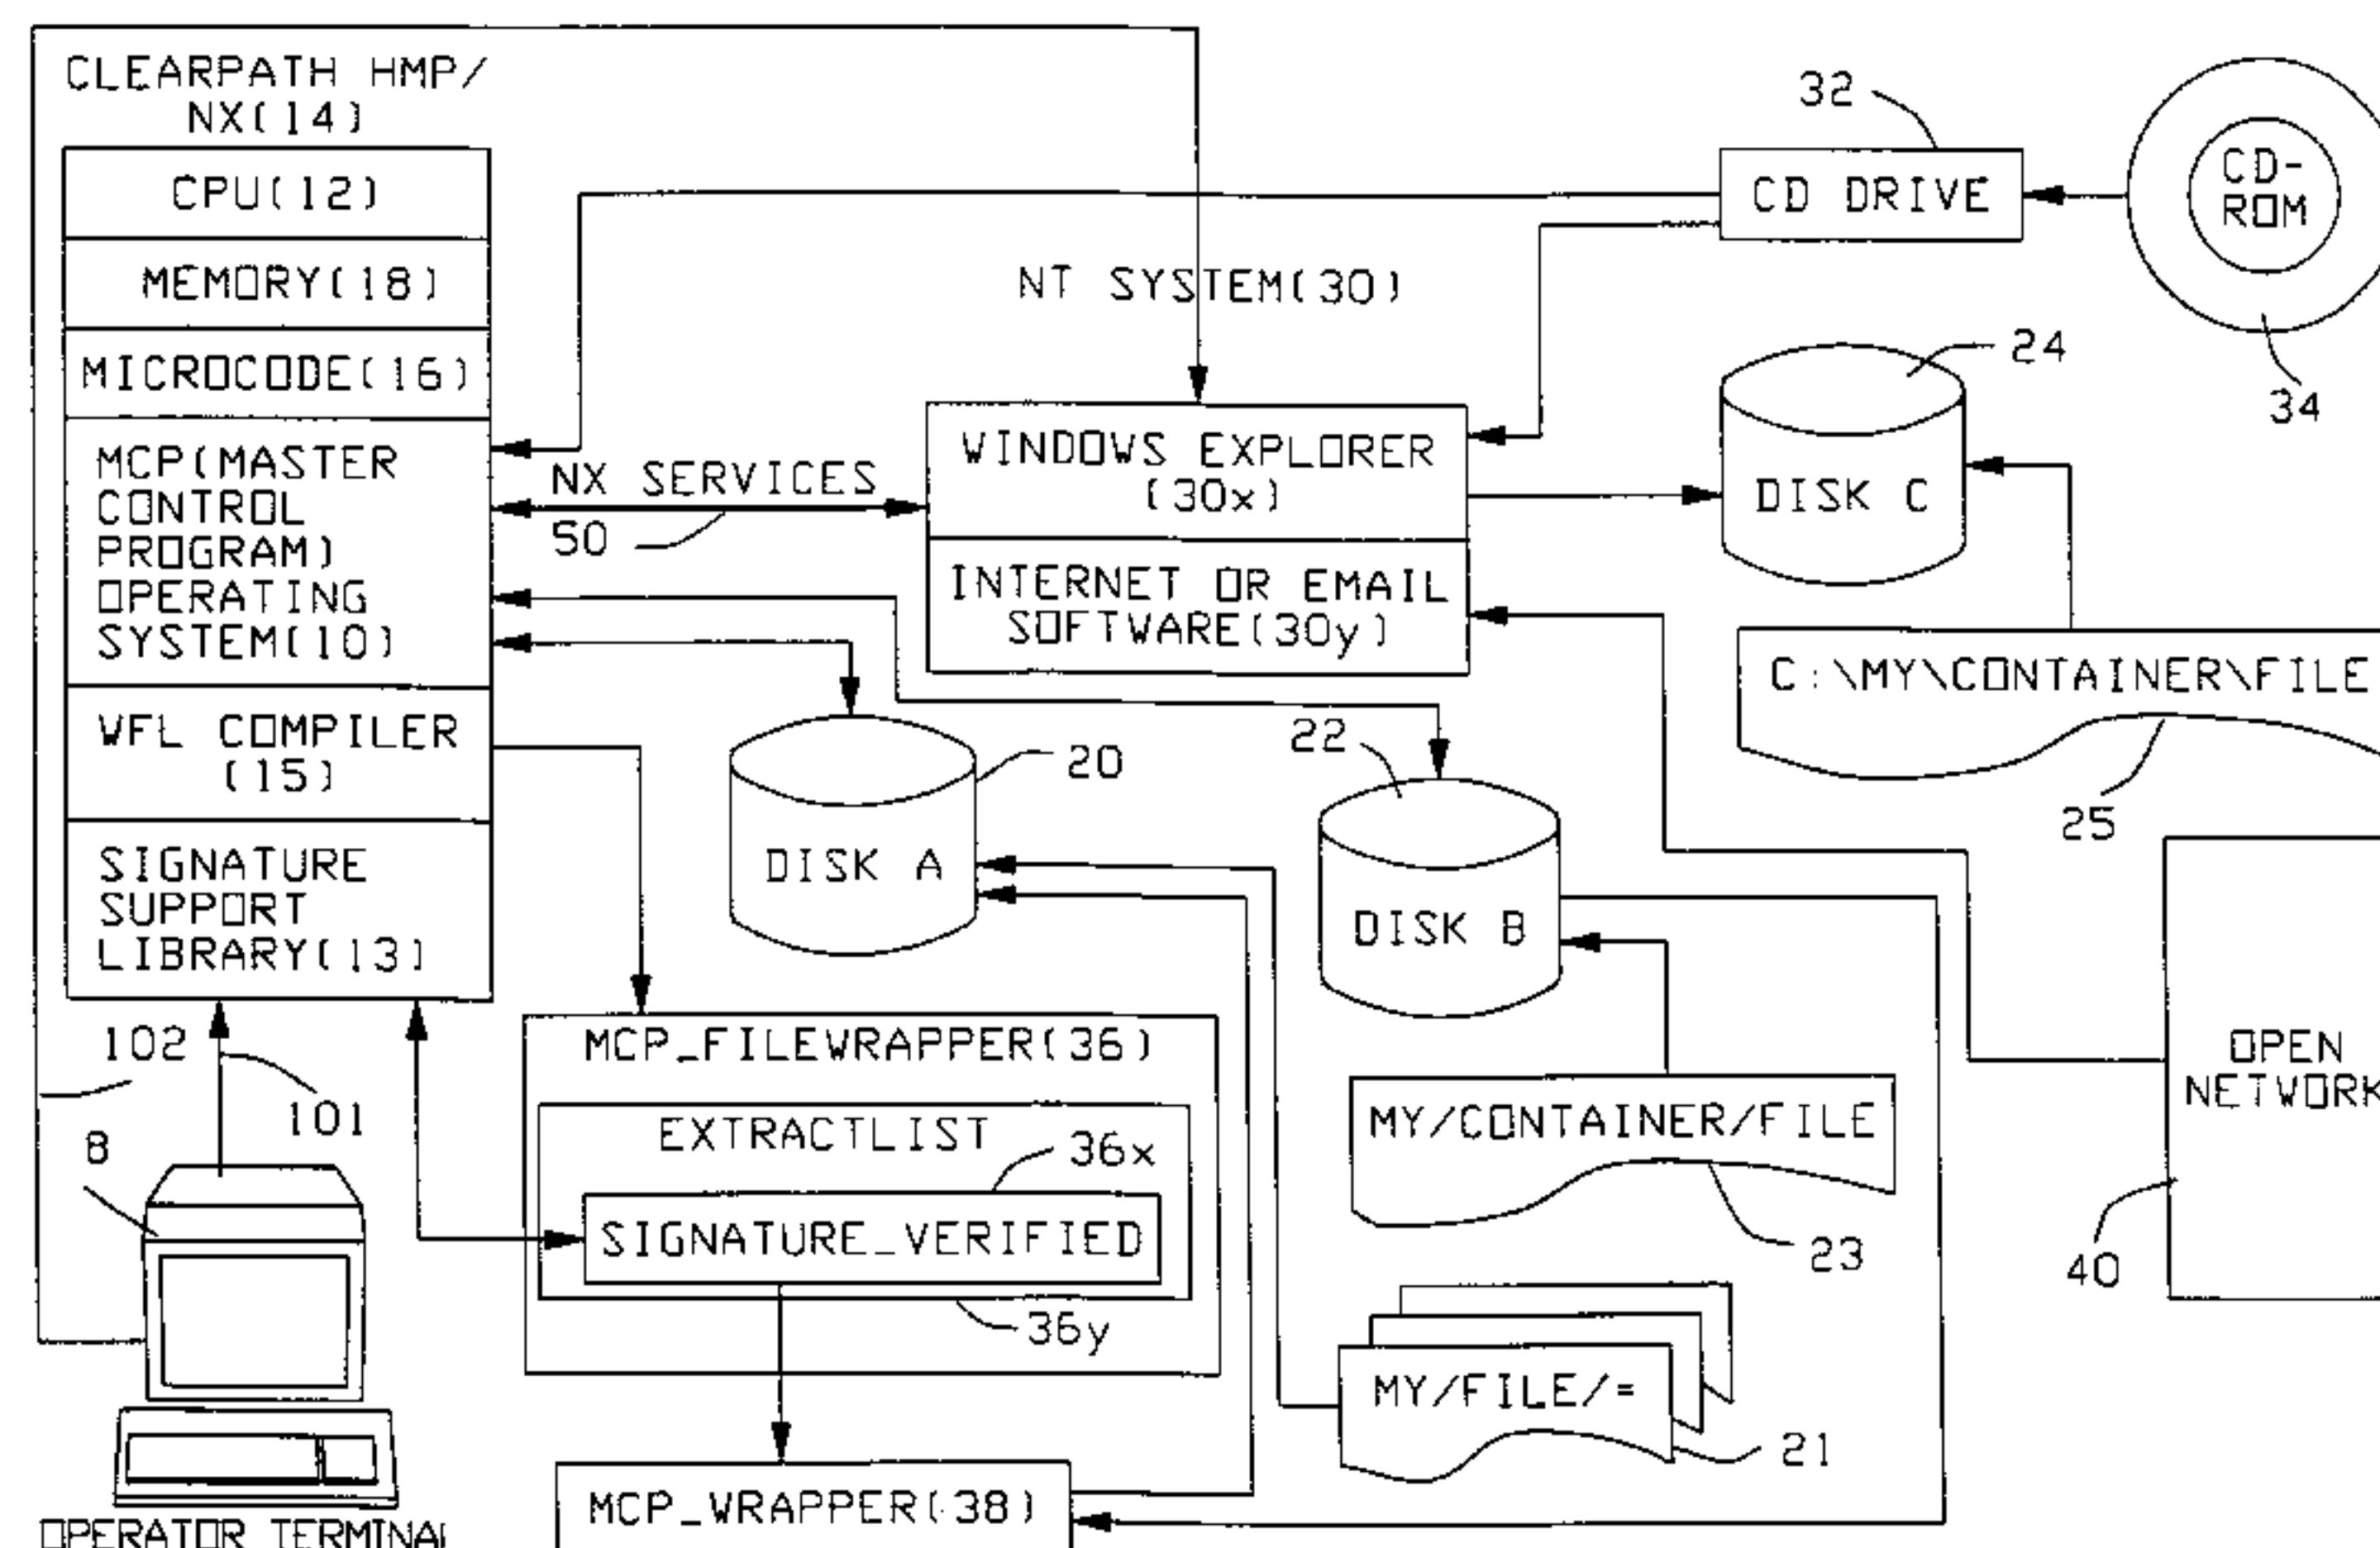 CLEARPATH HMP/
NX(14)
CPU(12)
MEMORY(18)
MICROCODE(16)
MCP(MASTER
CONTROL
PROGRAM)
OPERATING
SYSTEM(10)
WFL COMPILER
(15)
SIGNATURE
SUPPORT
LIBRARY(13)
102
101
8
OPERATOR TERMINAL
NX SERVICES
50
NT SYSTEM(30)
WINDOWS EXPLORER
(30x)
INTERNET OR EMAIL
SOFTWARE(30y)
32
CD DRIVE
CD-
ROM
34
24
DISK C
C:\MY\CONTAINER\FILE
25
20
DISK A
22
DISK B
MCP_FILEWRAPPER(36)
EXTRACTLIST
36x
SIGNATURE_VERIFIED
36y
MCP_WRAPPER(38)
MY/CONTAINER/FILE
23
MY/FILE/=
21
OPEN
NETWORK
40